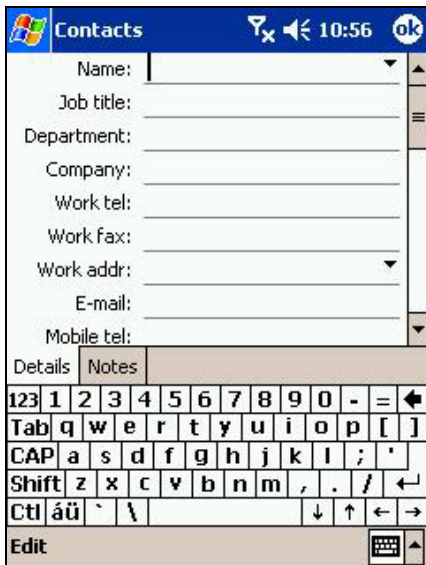 Contacts 10:56 ok
Name:
Job title:
Department:
Company:
Work tel:
Work fax:
Work addr:
E-mail:
Mobile tel:
Details Notes
123 1 2 3 4 5 6 7 8 9 0 - = ←
Tab q w e r t y u i o p [ ]
CAP a s d f g h j k l ; '
Shift z x c v b n m , . / ↵
Ctl áü ` \ ↓ ↑ ← →
Edit